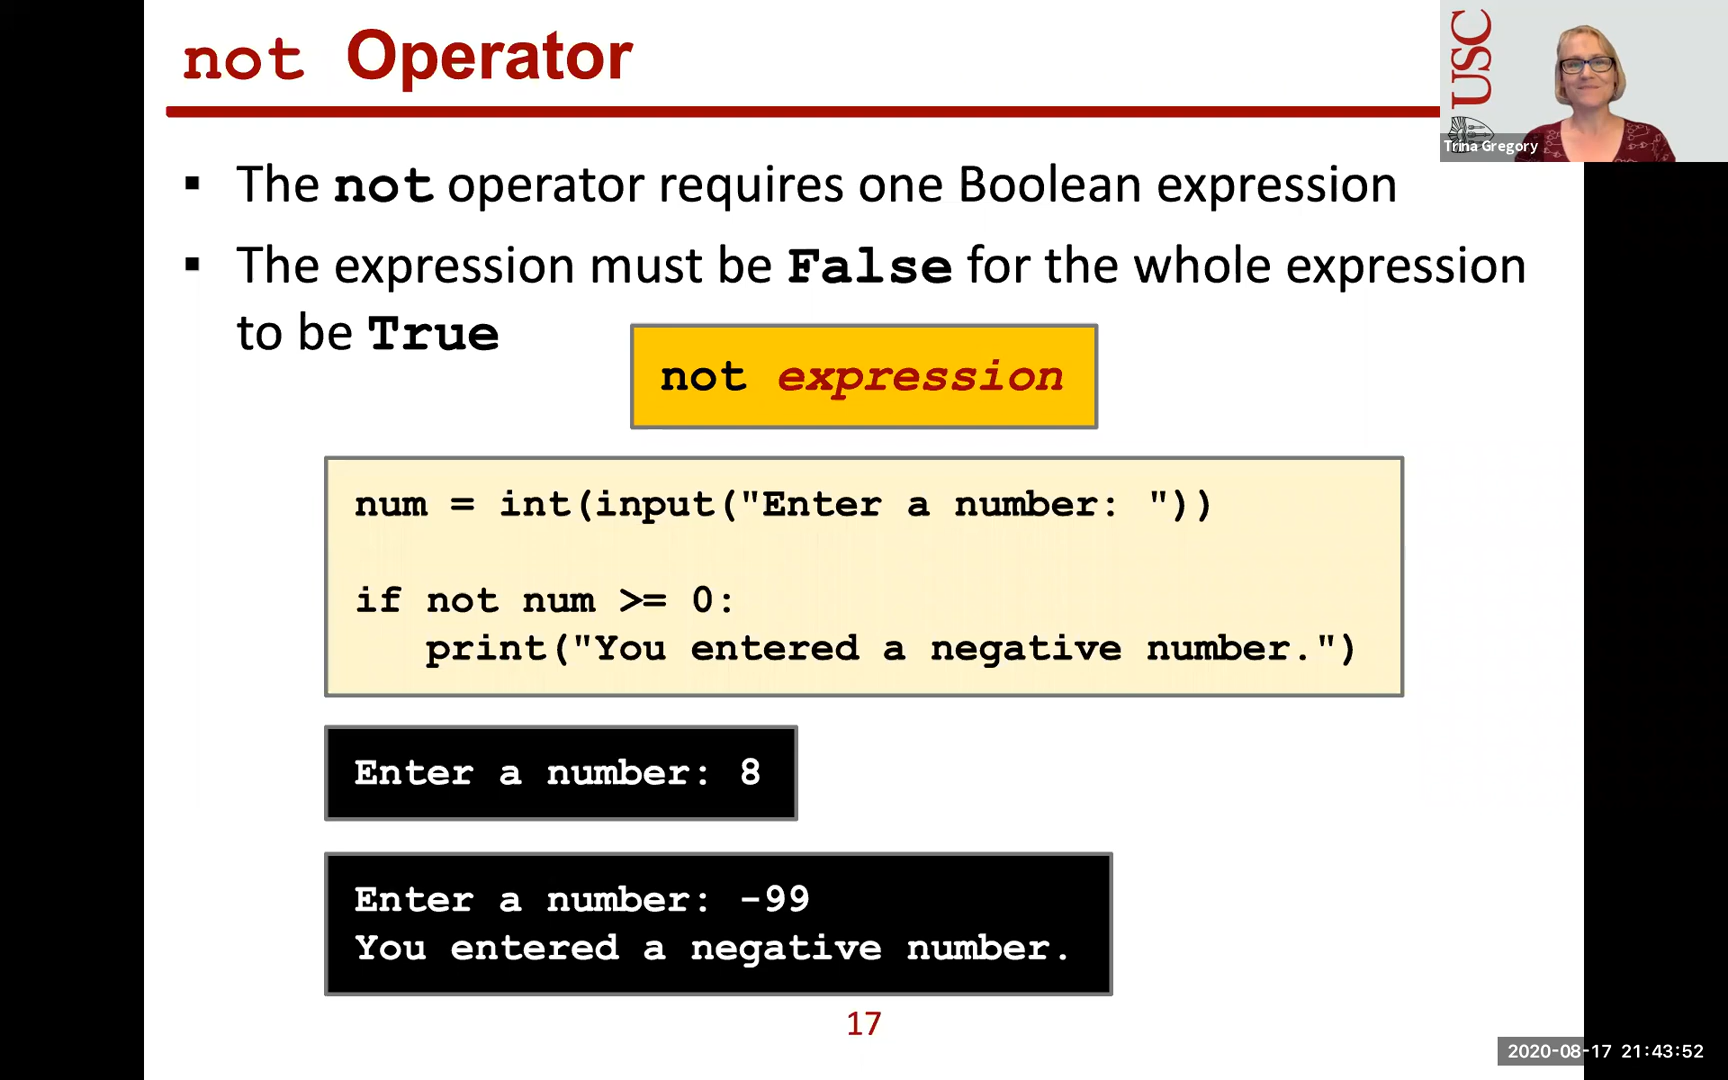 not Operator
USC
Trina Gregory
▪ The not operator requires one Boolean expression
▪ The expression must be False for the whole expression
to be True
not expression
num = int(input("Enter a number: "))
if not num >= 0:
   print("You entered a negative number.")
Enter a number: 8
Enter a number: -99
You entered a negative number.
17
2020-08-17 21:43:52